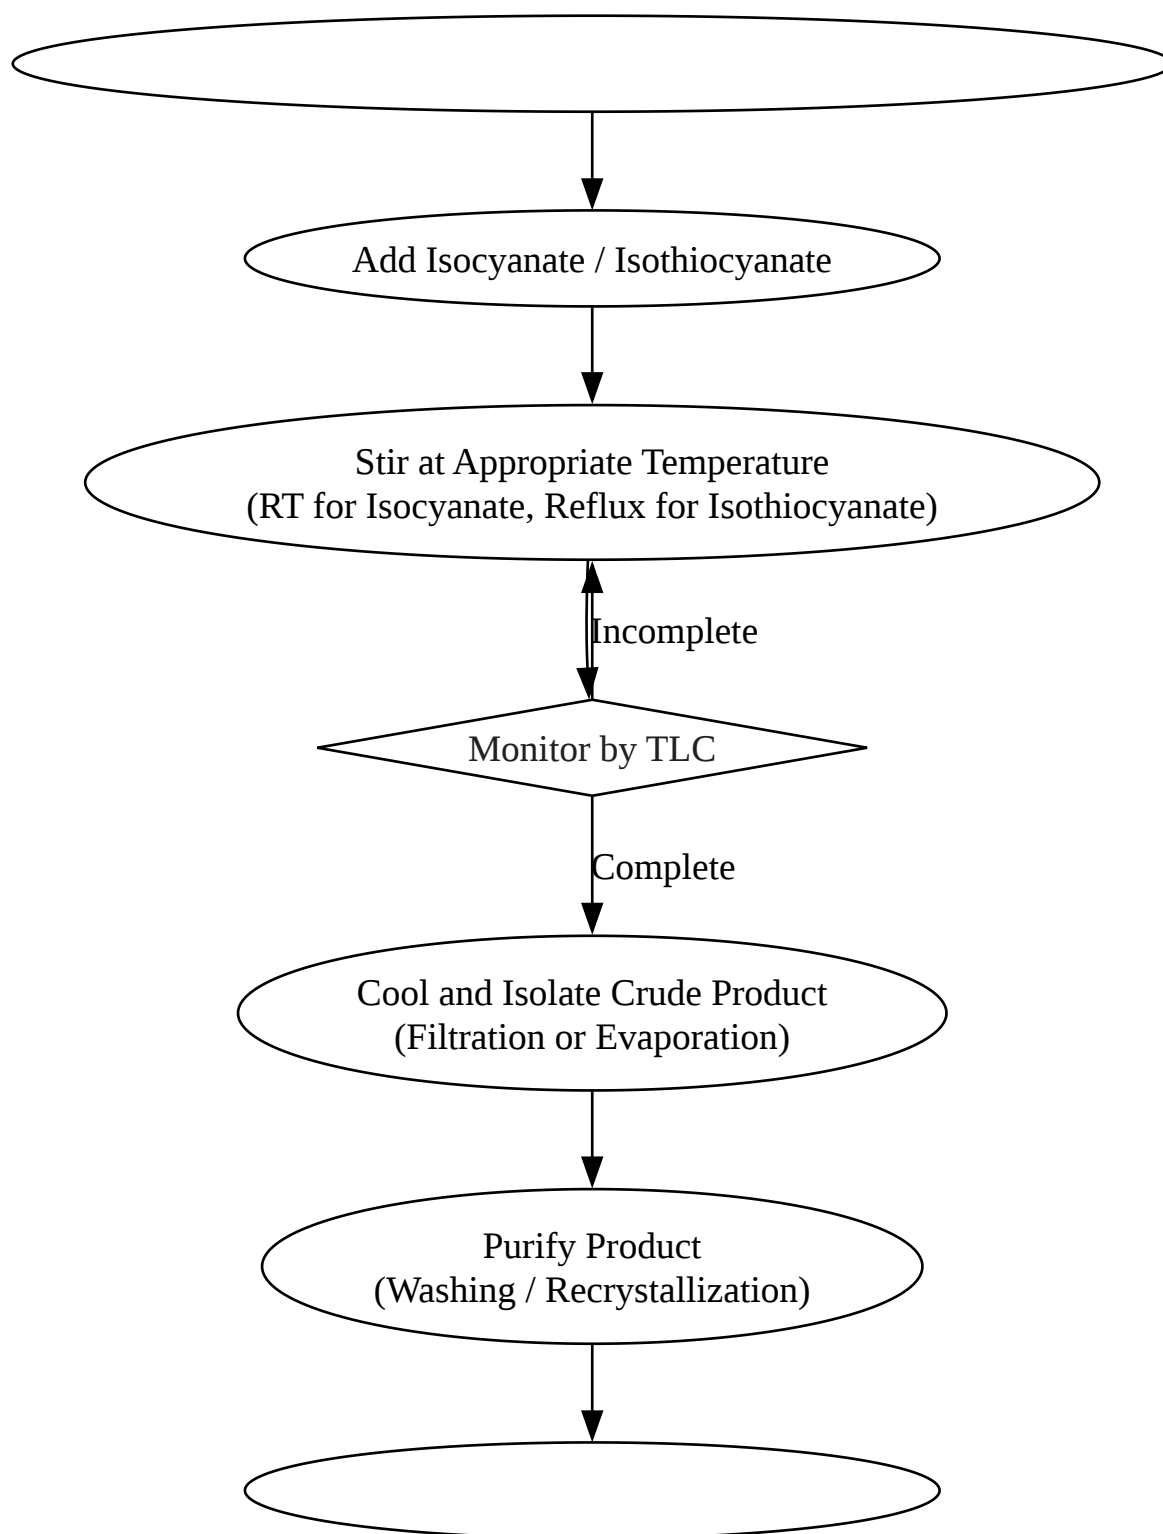 Add Isocyanate / Isothiocyanate
Stir at Appropriate Temperature
(RT for Isocyanate, Reflux for Isothiocyanate)
Incomplete
Monitor by TLC
Complete
Cool and Isolate Crude Product
(Filtration or Evaporation)
Purify Product
(Washing / Recrystallization)